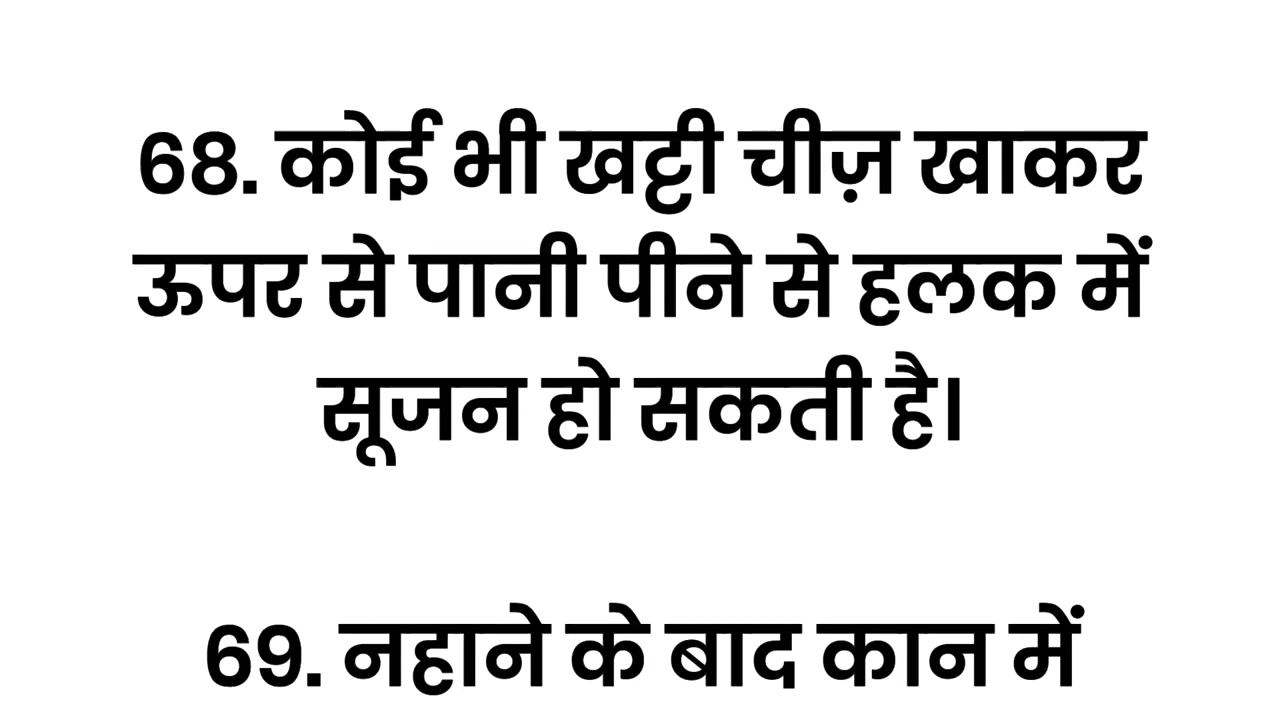 68. कोई भी खट्टी चीज़ खाकर
ऊपर से पानी पीने से हलक में
सूजन हो सकती है।
69. नहाने के बाद कान में